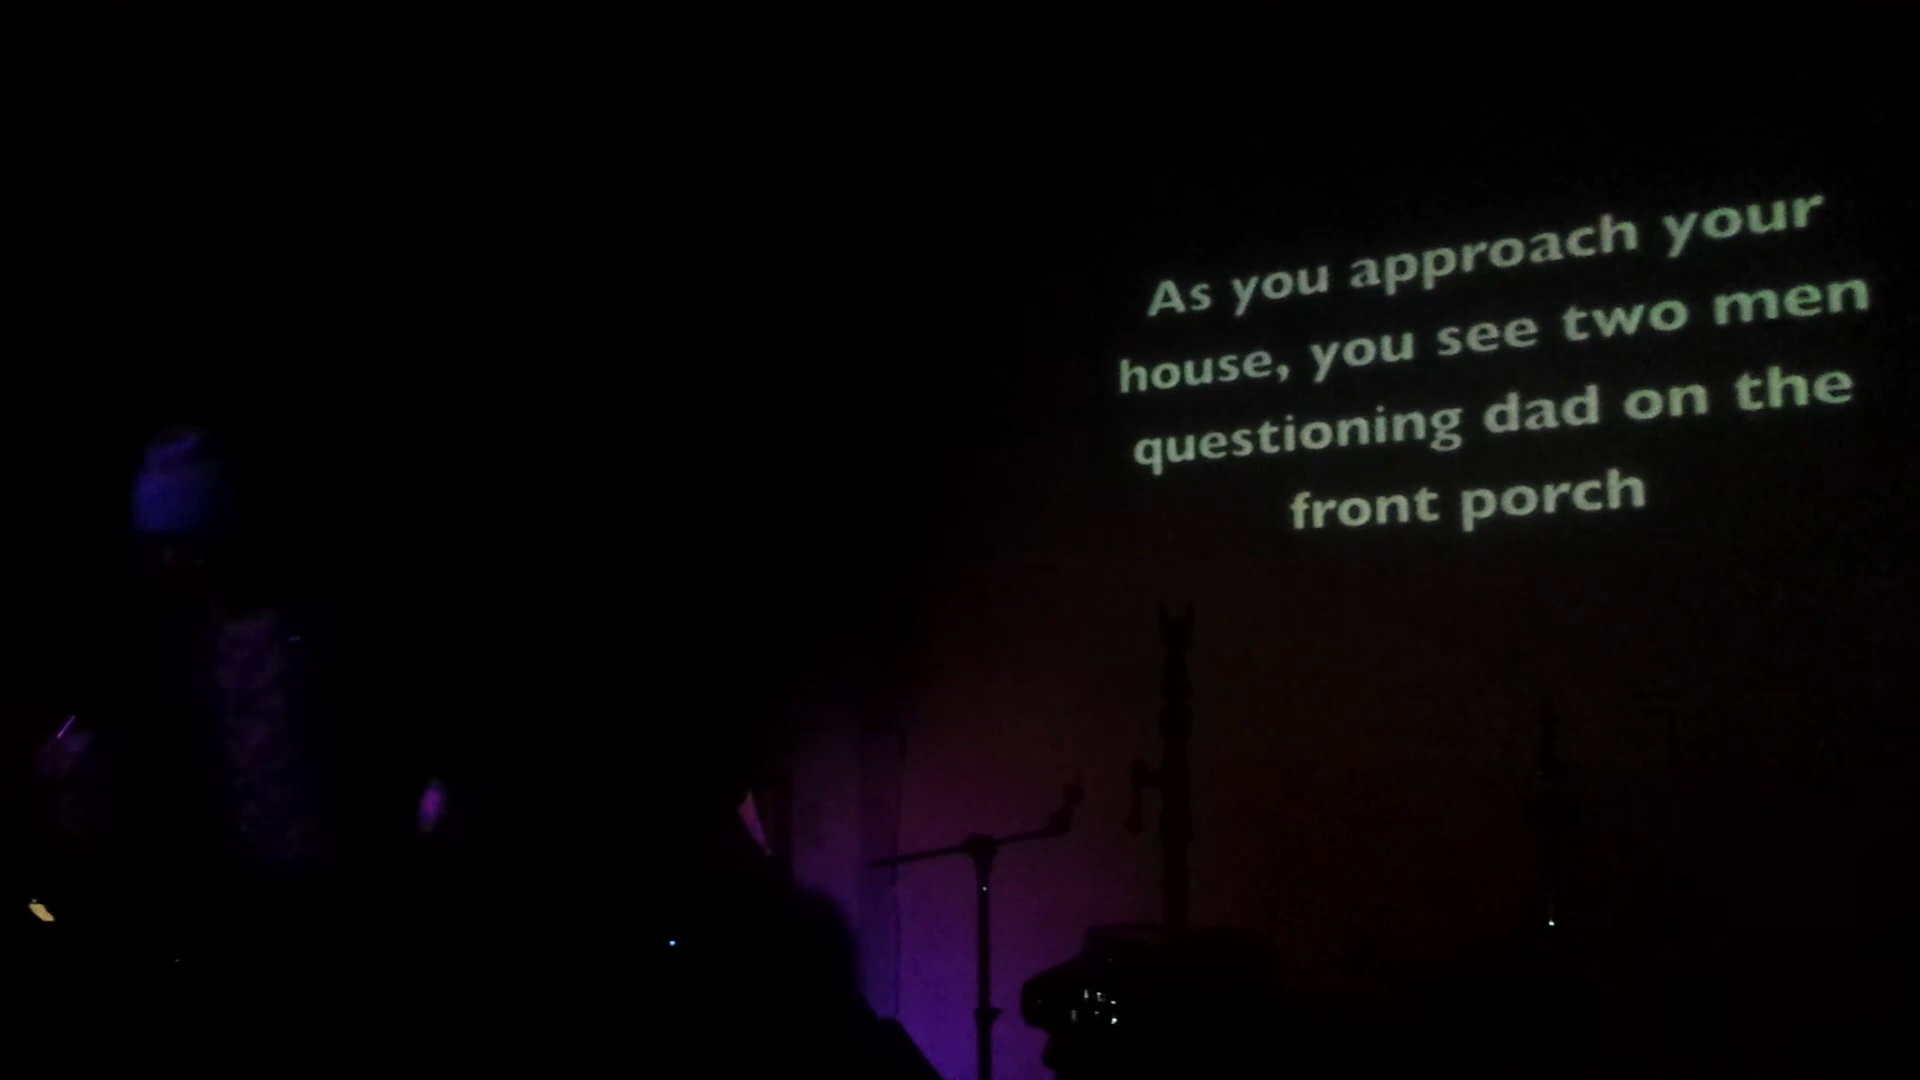 As you approach your
house, you see two men
questioning dad on the
front porch